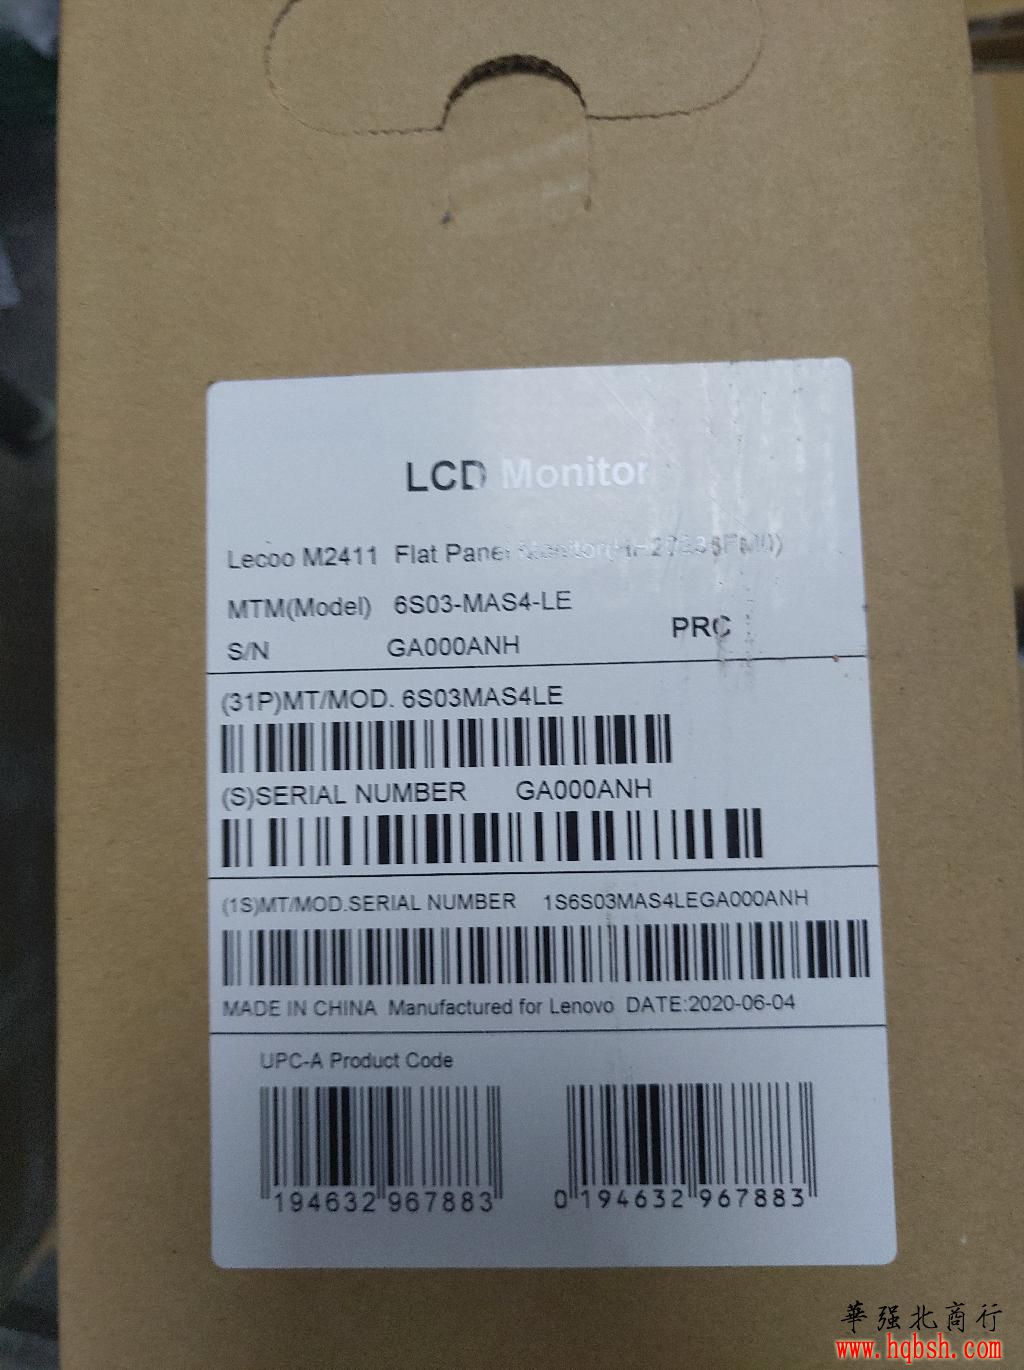 LCD Monitor
Lecoo M2411 Flat Panel Monitor
MTM(Model) 6S03-MAS4-LE
PRC
S/N GA000ANH
(31P)MT/MOD. 6S03MAS4LE
(S)SERIAL NUMBER GA000ANH
(1S)MT/MOD.SERIAL NUMBER 1S6S03MAS4LEGA000ANH
MADE IN CHINA Manufactured for Lenovo DATE:2020-06-04
UPC-A Product Code
194632 967883 0 194632 967883
華强北商行
www.hqbsh.com